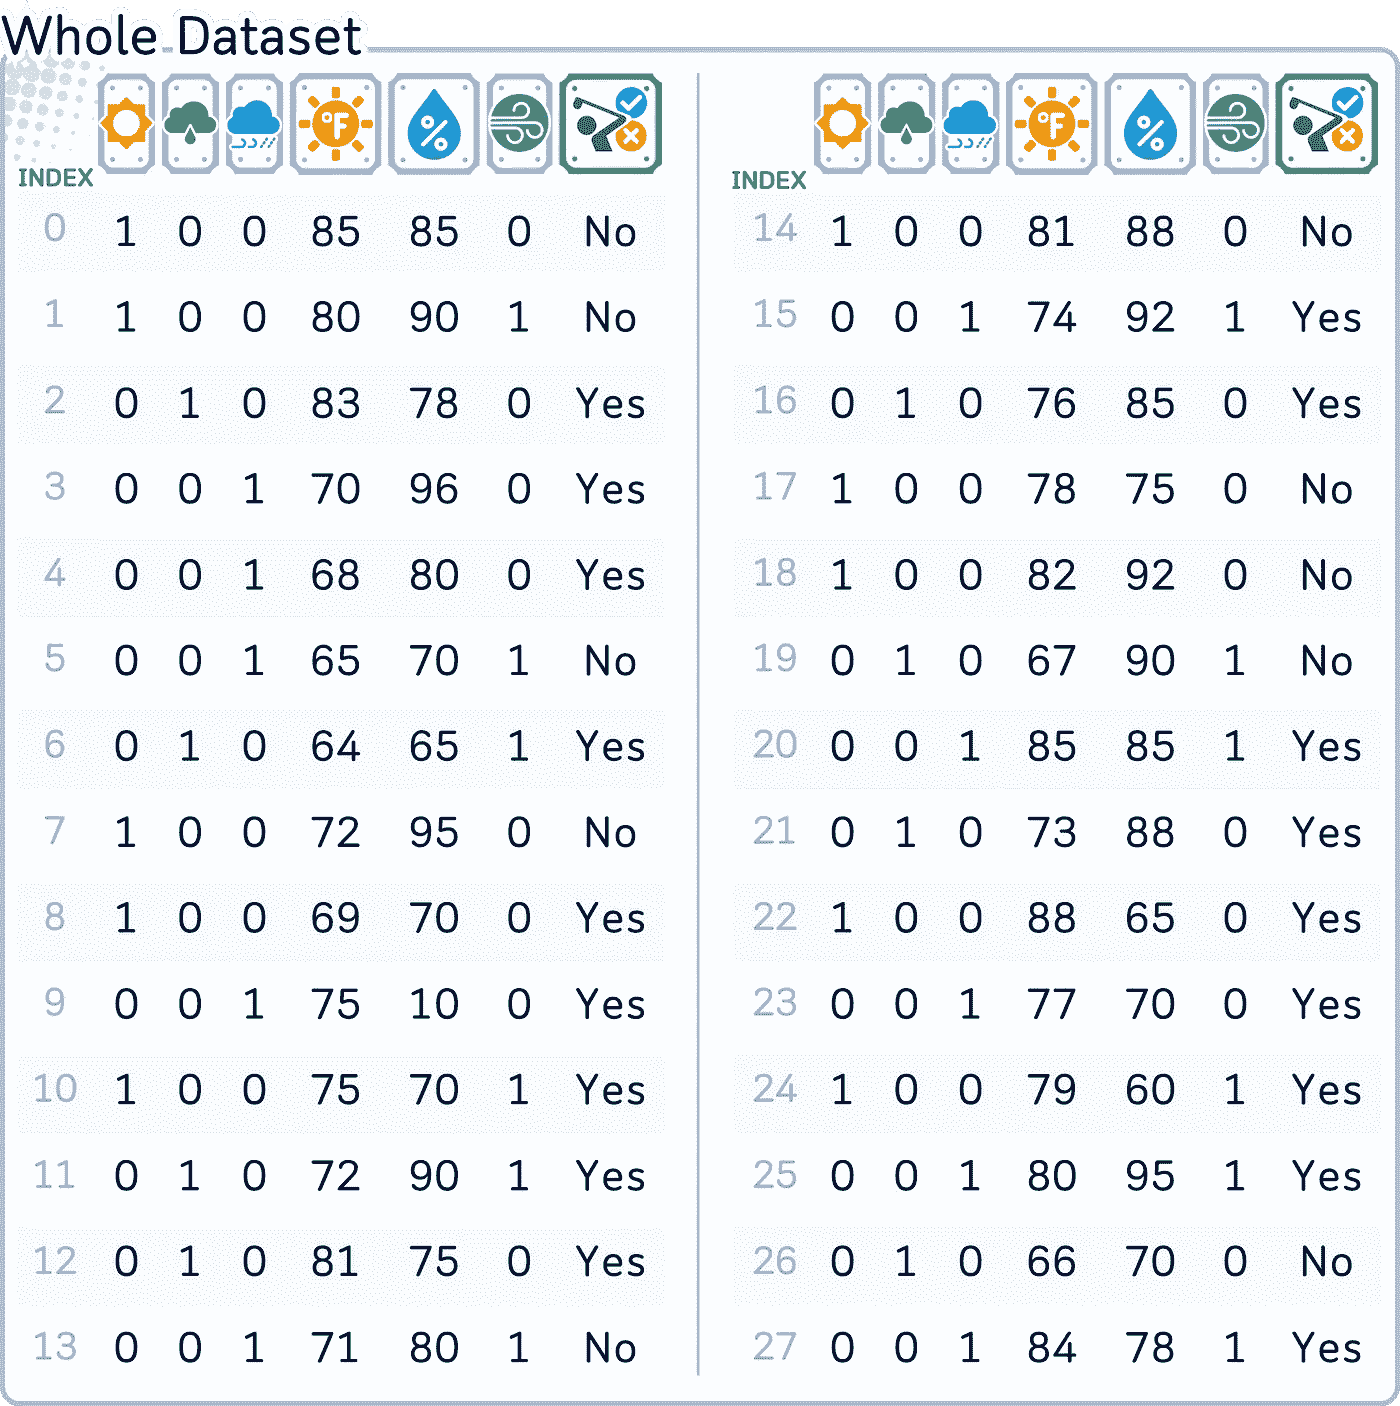 Whole Dataset
INDEX °F %
0 1 0 0 85 85 0 No
1 1 0 0 80 90 1 No
2 0 1 0 83 78 0 Yes
3 0 0 1 70 96 0 Yes
4 0 0 1 68 80 0 Yes
5 0 0 1 65 70 1 No
6 0 1 0 64 65 1 Yes
7 1 0 0 72 95 0 No
8 1 0 0 69 70 0 Yes
9 0 0 1 75 10 0 Yes
10 1 0 0 75 70 1 Yes
11 0 1 0 72 90 1 Yes
12 0 1 0 81 75 0 Yes
13 0 0 1 71 80 1 No
INDEX °F %
14 1 0 0 81 88 0 No
15 0 0 1 74 92 1 Yes
16 0 1 0 76 85 0 Yes
17 1 0 0 78 75 0 No
18 1 0 0 82 92 0 No
19 0 1 0 67 90 1 No
20 0 0 1 85 85 1 Yes
21 0 1 0 73 88 0 Yes
22 1 0 0 88 65 0 Yes
23 0 0 1 77 70 0 Yes
24 1 0 0 79 60 1 Yes
25 0 0 1 80 95 1 Yes
26 0 1 0 66 70 0 No
27 0 0 1 84 78 1 Yes